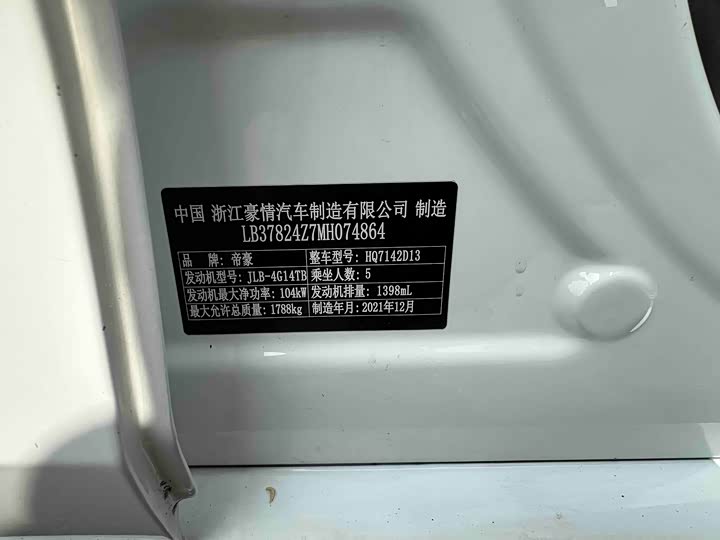 中国 浙江豪情汽车制造有限公司 制造
LB37824Z7MH074864
品 牌: 帝豪 整车型号: HQ7142D13
发动机型号: JLB-4G14TB 乘坐人数: 5
发动机最大净功率: 104kW 发动机排量: 1398mL
最大允许总质量: 1788kg 制造年月: 2021年12月